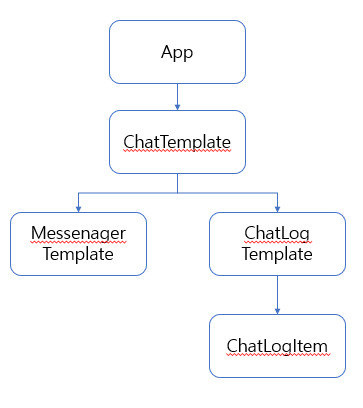 App
ChatTemplate
Messenager
Template
ChatLog
Template
ChatLogItem